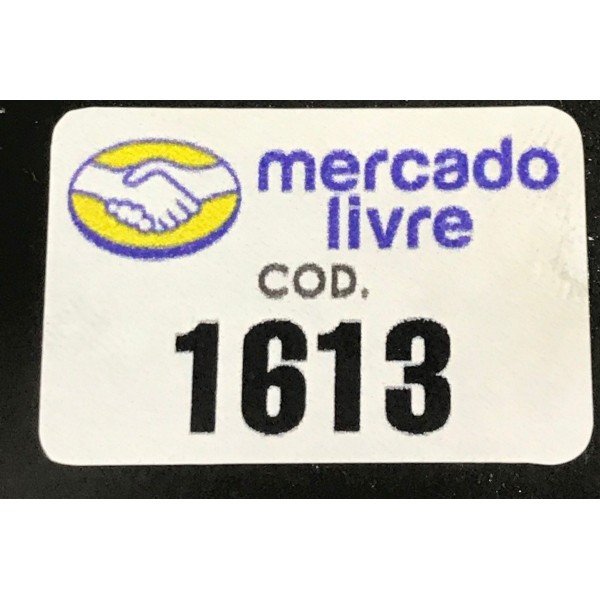 mercado
livre
COD.
1613